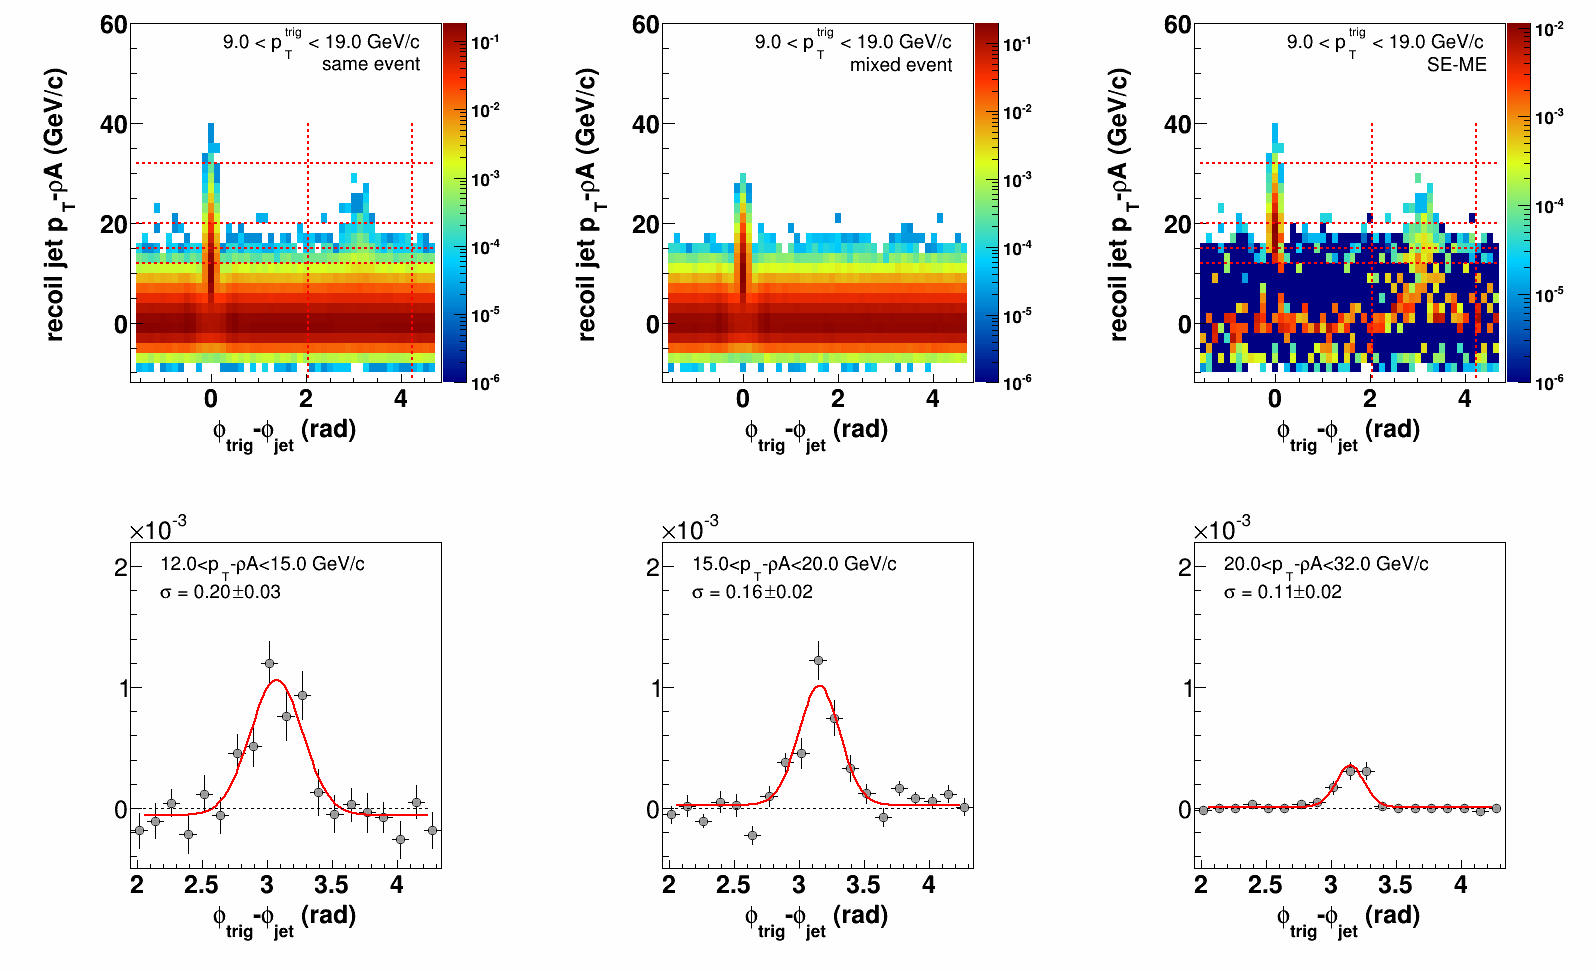 60
40
20
0
recoil jet p_T-ρA (GeV/c)
9.0 < p_T^trig < 19.0 GeV/c
same event
10^-1
10^-2
10^-3
10^-4
10^-5
10^-6
0 2 4
ϕ_trig-ϕ_jet (rad)
60
40
20
0
recoil jet p_T-ρA (GeV/c)
9.0 < p_T^trig < 19.0 GeV/c
mixed event
10^-1
10^-2
10^-3
10^-4
10^-5
10^-6
0 2 4
ϕ_trig-ϕ_jet (rad)
60
40
20
0
recoil jet p_T-ρA (GeV/c)
9.0 < p_T^trig < 19.0 GeV/c
SE-ME
10^-2
10^-3
10^-4
10^-5
10^-6
0 2 4
ϕ_trig-ϕ_jet (rad)
×10^-3
2
1
0
12.0<p_T-ρA<15.0 GeV/c
σ = 0.20±0.03
2 2.5 3 3.5 4
ϕ_trig-ϕ_jet (rad)
×10^-3
2
1
0
15.0<p_T-ρA<20.0 GeV/c
σ = 0.16±0.02
2 2.5 3 3.5 4
ϕ_trig-ϕ_jet (rad)
×10^-3
2
1
0
20.0<p_T-ρA<32.0 GeV/c
σ = 0.11±0.02
2 2.5 3 3.5 4
ϕ_trig-ϕ_jet (rad)